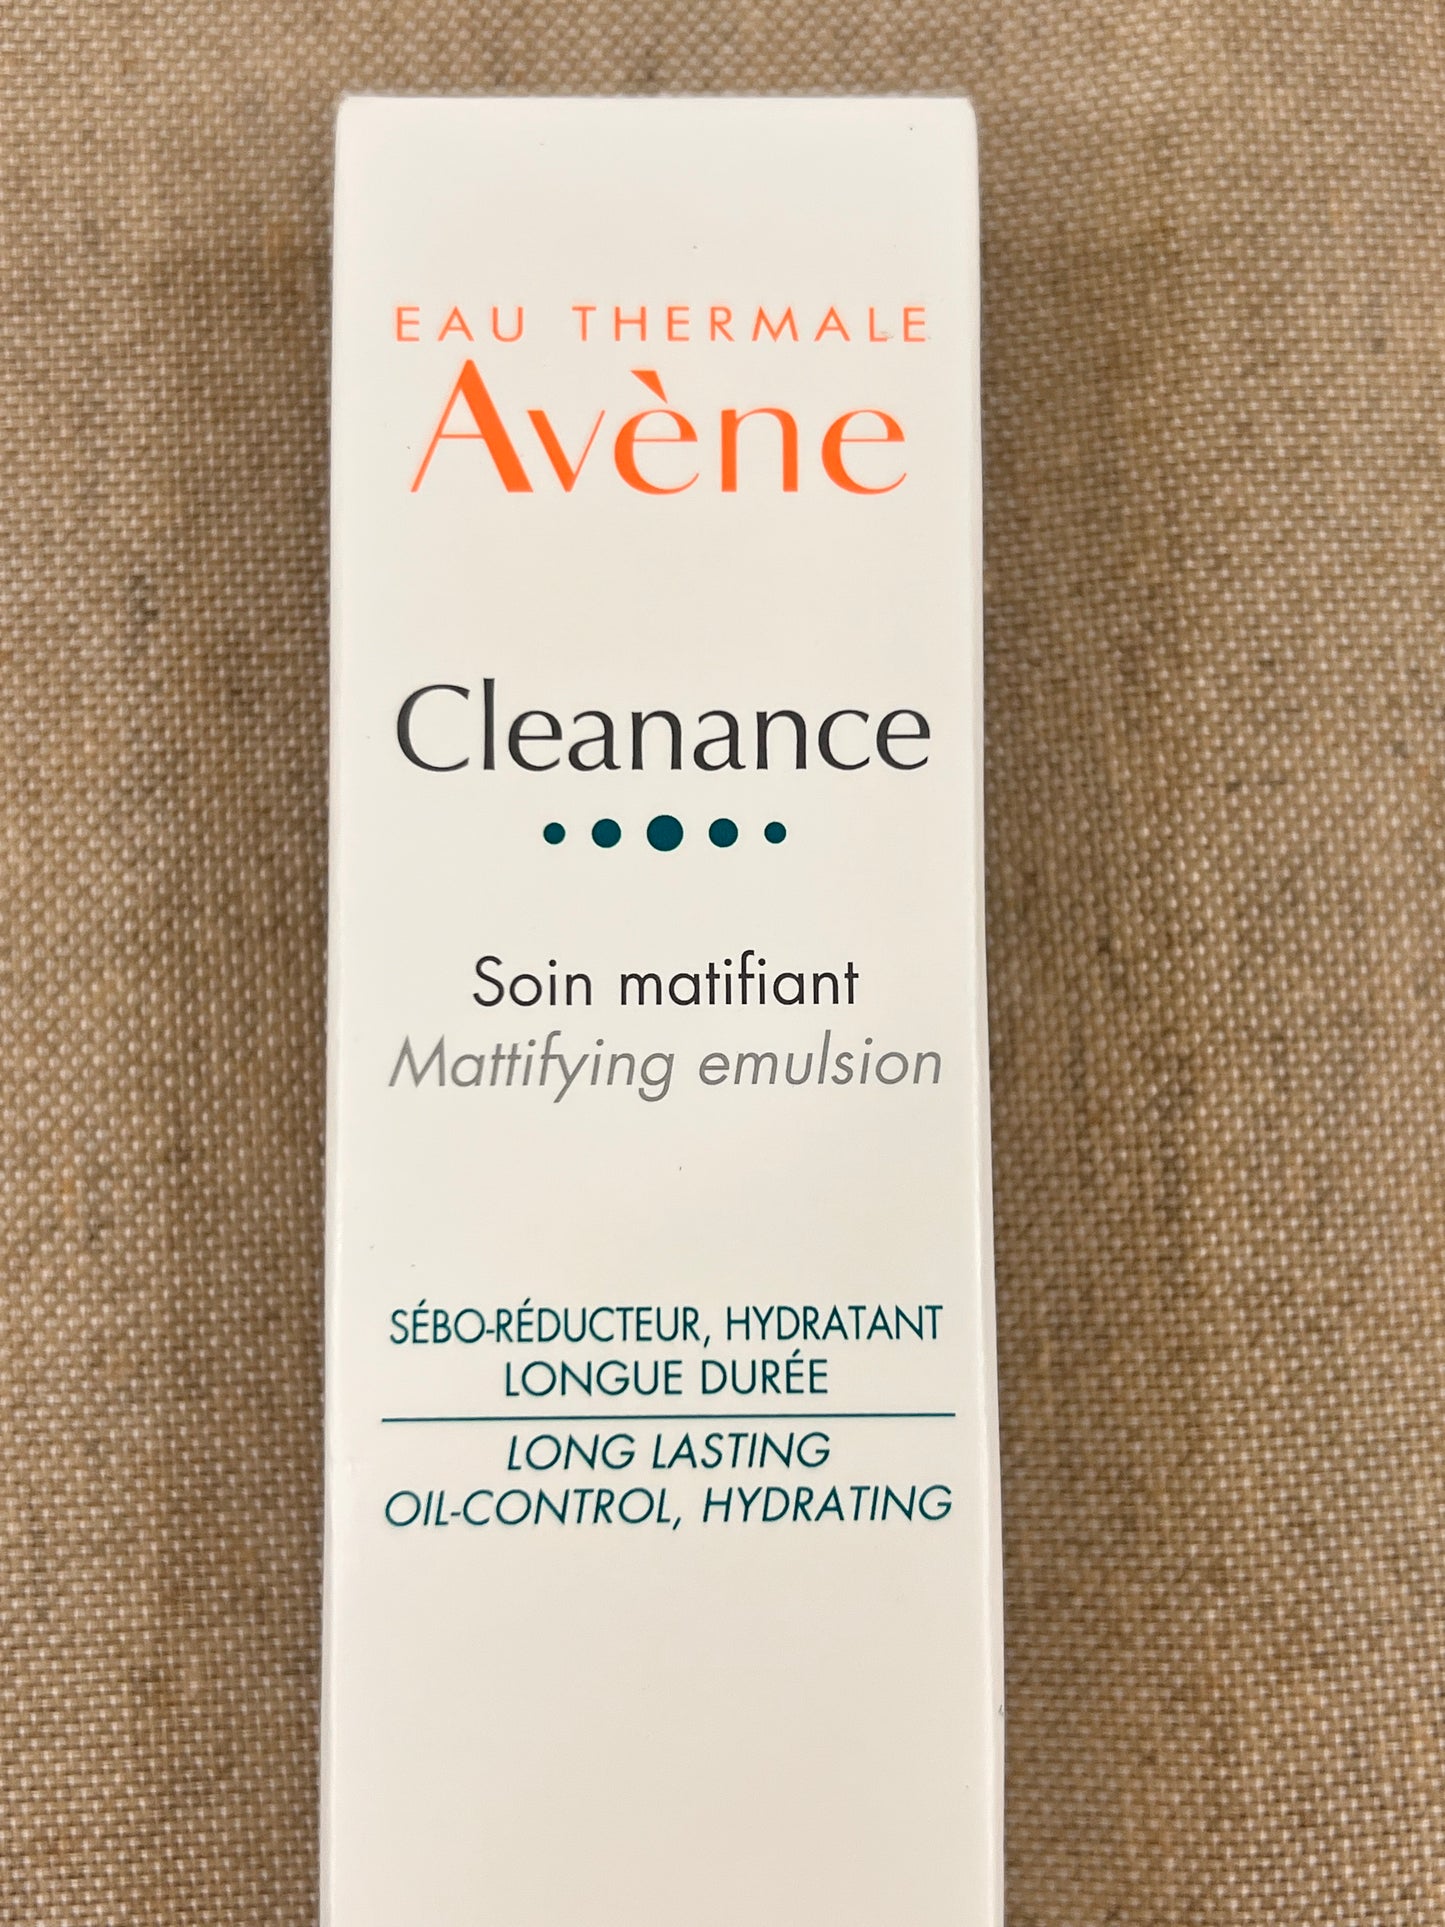 EAU THERMALE
Avène
Cleanance
Soin matifiant
Mattifying emulsion
SÉBO-RÉDUCTEUR, HYDRATANT
LONGUE DURÉE
LONG LASTING
OIL-CONTROL, HYDRATING